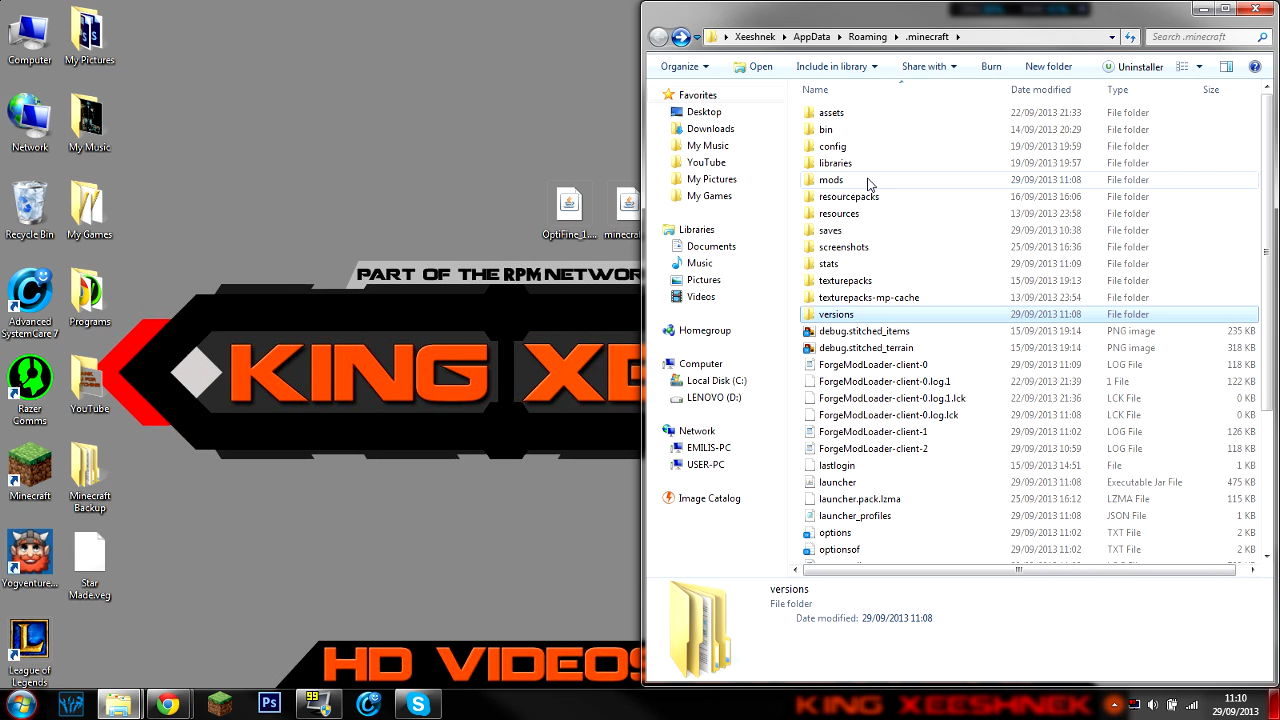 Computer
My Pictures
Network
My Music
Recycle Bin
My Games
Advanced SystemCare 7
Programs
Razer Comms
YouTube
Minecraft
Minecraft Backup
Yogventure...
Star Made.veg
League of Legends
OptiFine_1....
minecra
PART OF THE RPM NETWOR
KING XE
HD VIDEOS
Xeeshnek
AppData
Roaming
.minecraft
Search .minecraft
Organize
Open
Include in library
Share with
Burn
New folder
Uninstaller
Favorites
Desktop
Downloads
My Music
YouTube
My Pictures
My Games
Libraries
Documents
Music
Pictures
Videos
Homegroup
Computer
Local Disk (C:)
LENOVO (D:)
Network
EMILIS-PC
USER-PC
Image Catalog
Name Date modified Type Size
assets 22/09/2013 21:33 File folder
bin 14/09/2013 20:29 File folder
config 19/09/2013 19:59 File folder
libraries 19/09/2013 19:57 File folder
mods 29/09/2013 11:08 File folder
resourcepacks 16/09/2013 16:06 File folder
resources 13/09/2013 23:58 File folder
saves 29/09/2013 10:38 File folder
screenshots 25/09/2013 16:36 File folder
stats 29/09/2013 11:09 File folder
texturepacks 15/09/2013 19:13 File folder
texturepacks-mp-cache 13/09/2013 23:54 File folder
versions 29/09/2013 11:08 File folder
debug.stitched_items 15/09/2013 19:14 PNG image 235 KB
debug.stitched_terrain 15/09/2013 19:14 PNG image 318 KB
ForgeModLoader-client-0 29/09/2013 11:09 LOG File 118 KB
ForgeModLoader-client-0.log.1 22/09/2013 21:39 1 File 122 KB
ForgeModLoader-client-0.log.1.lck 22/09/2013 21:36 LCK File 0 KB
ForgeModLoader-client-0.log.lck 29/09/2013 11:08 LCK File 0 KB
ForgeModLoader-client-1 29/09/2013 11:02 LOG File 126 KB
ForgeModLoader-client-2 29/09/2013 10:59 LOG File 118 KB
lastlogin 15/09/2013 14:51 File 1 KB
launcher 29/09/2013 11:08 Executable Jar File 475 KB
launcher.pack.lzma 25/09/2013 16:12 LZMA File 115 KB
launcher_profiles 29/09/2013 11:08 JSON File 2 KB
options 29/09/2013 11:02 TXT File 2 KB
optionsof 29/09/2013 11:02 TXT File 2 KB
versions
File folder
Date modified: 29/09/2013 11:08
Ps
99
KING XEESHNEK
11:10
29/09/2013